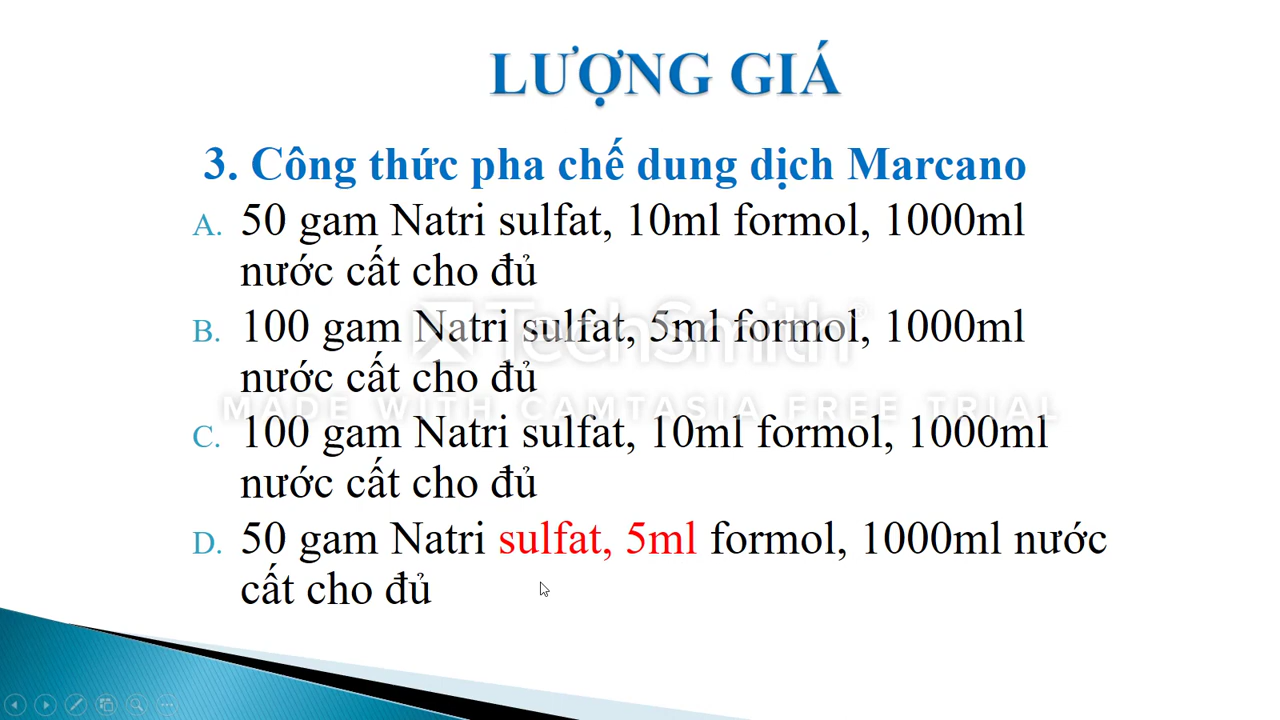 LƯỢNG GIÁ
3. Công thức pha chế dung dịch Marcano
A. 50 gam Natri sulfat, 10ml formol, 1000ml
nước cất cho đủ
B. 100 gam Natri sulfat, 5ml formol, 1000ml
nước cất cho đủ
TechSmith®
MADE WITH CAMTASIA FREE TRIAL
C. 100 gam Natri sulfat, 10ml formol, 1000ml
nước cất cho đủ
D. 50 gam Natri sulfat, 5ml formol, 1000ml nước
cất cho đủ